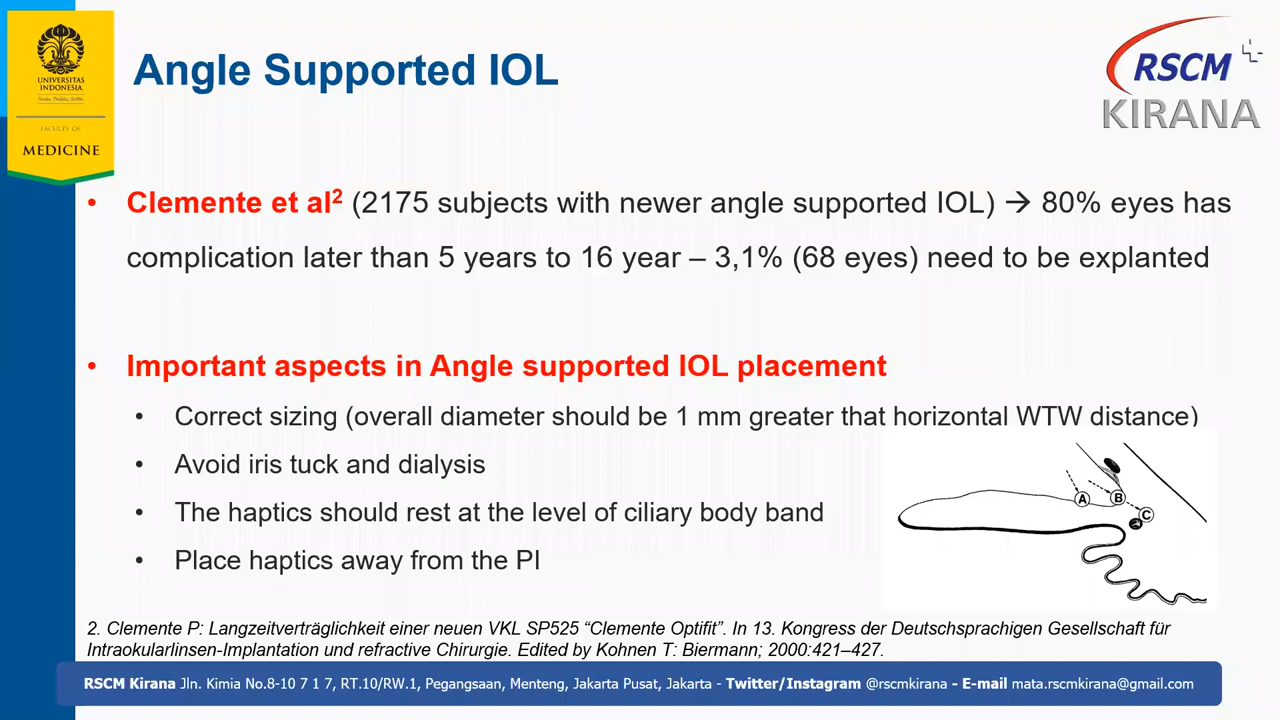 UNIVERSITAS
INDONESIA
FACULTY OF
MEDICINE
Angle Supported IOL
RSCM
KIRANA
• Clemente et al2 (2175 subjects with newer angle supported IOL) → 80% eyes has
complication later than 5 years to 16 year – 3,1% (68 eyes) need to be explanted
• Important aspects in Angle supported IOL placement
• Correct sizing (overall diameter should be 1 mm greater that horizontal WTW distance)
• Avoid iris tuck and dialysis
• The haptics should rest at the level of ciliary body band
• Place haptics away from the PI
A
B
C
2. Clemente P: Langzeitverträglichkeit einer neuen VKL SP525 “Clemente Optifit”. In 13. Kongress der Deutschsprachigen Gesellschaft für
Intraokularlinsen-Implantation und refractive Chirurgie. Edited by Kohnen T: Biermann; 2000:421–427.
RSCM Kirana Jln. Kimia No.8-10 7 1 7, RT.10/RW.1, Pegangsaan, Menteng, Jakarta Pusat, Jakarta - Twitter/Instagram @rscmkirana - E-mail mata.rscmkirana@gmail.com